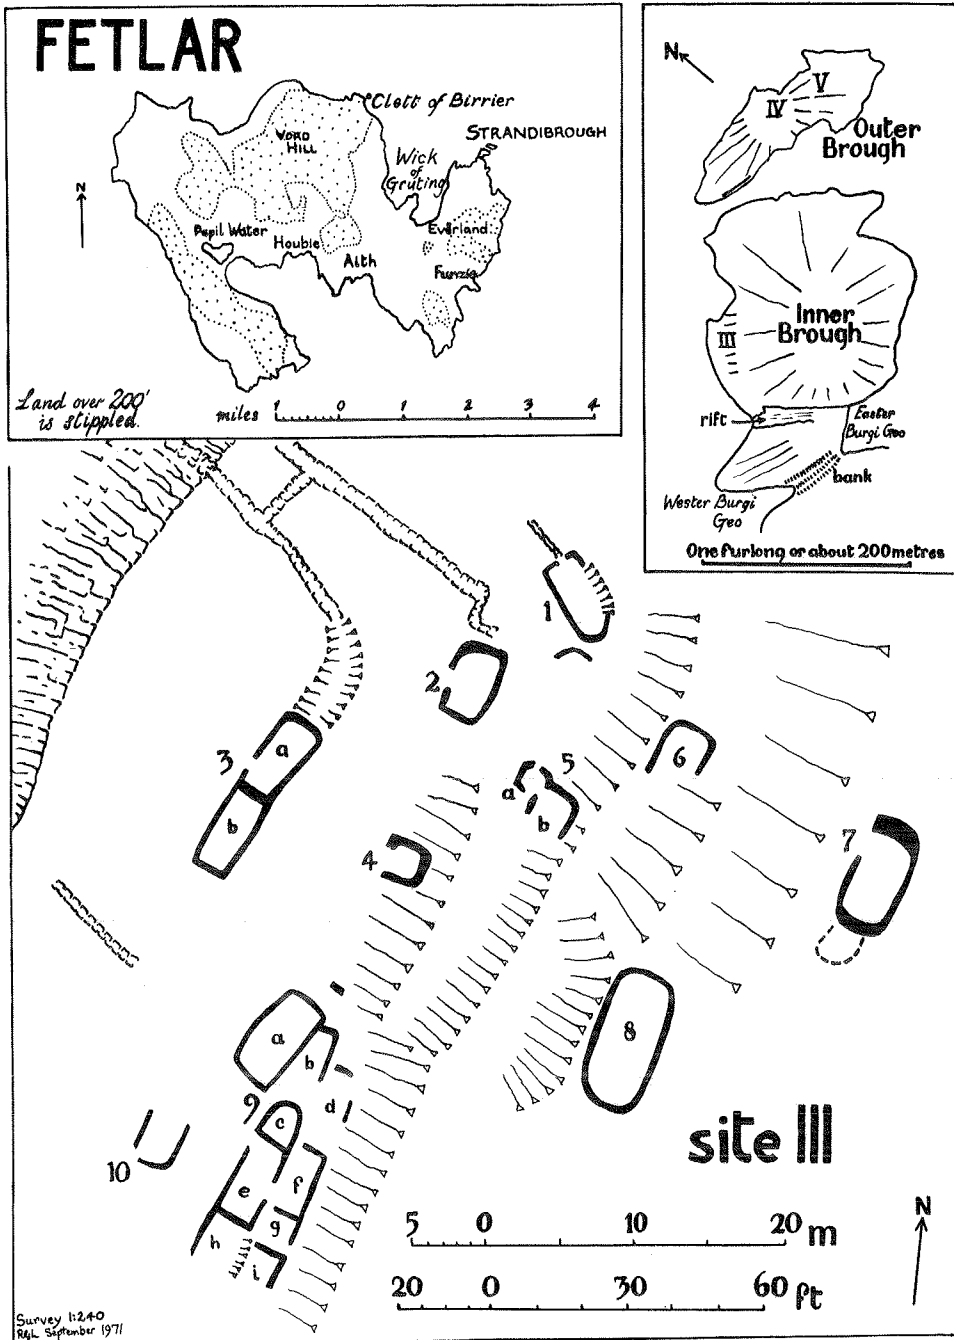 FETLAR
Clett of Birrier
STRANDIBROUGH
VORD
HILL
Wick
of
Gruting
N
Papil Water
Houbie
Aith
Everland
Funzie
Land over 200'
is stippled.
miles 1 0 1 2 3 4
N
V
IV
Outer
Brough
Inner
Brough
III
rift
Easter
Burgi Geo
bank
Wester Burgi
Geo
One furlong or about 200 metres
1
2
3
a
b
4
5
a
b
6
7
8
9
a
b
c
d
e
f
g
h
i
10
site III
N
5 0 10 20 m
20 0 30 60 ft
Survey 1:240
September 1971